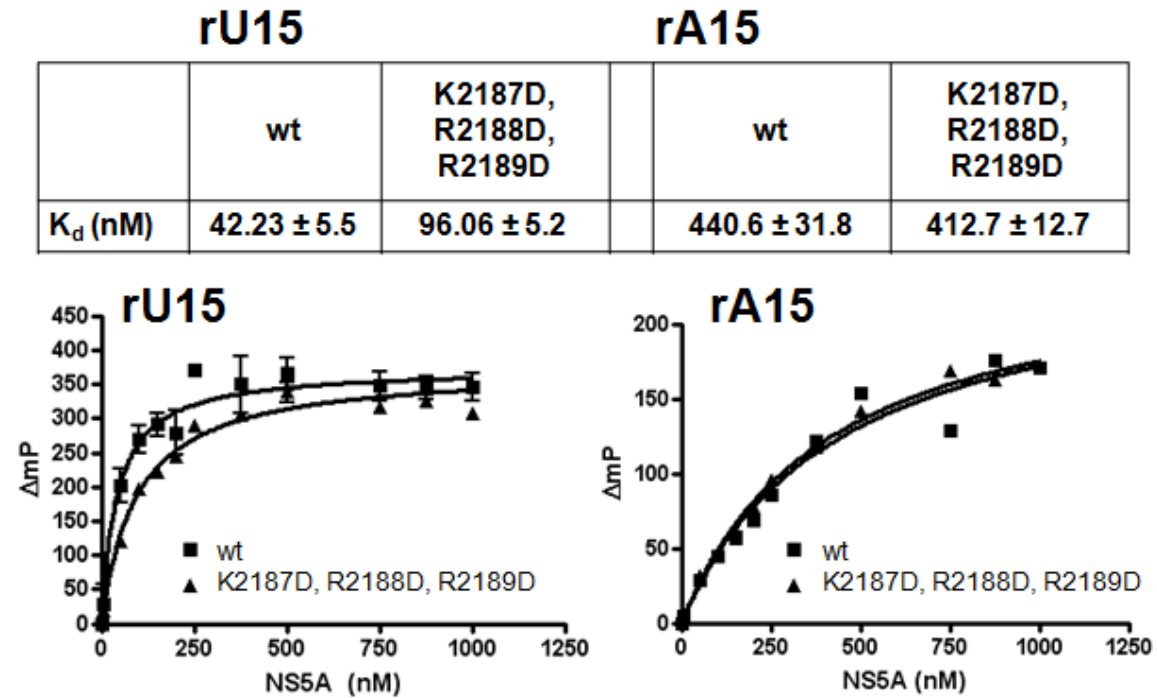 rU15 rA15
wt K2187D, R2188D, R2189D wt K2187D, R2188D, R2189D
Kd (nM) 42.23 ± 5.5 96.06 ± 5.2 440.6 ± 31.8 412.7 ± 12.7
rU15
450
400
350
300
250
200
150
100
50
0
ΔmP
wt
K2187D, R2188D, R2189D
0 250 500 750 1000 1250
NS5A (nM)
rA15
200
150
100
50
0
ΔmP
wt
K2187D, R2188D, R2189D
0 250 500 750 1000 1250
NS5A (nM)